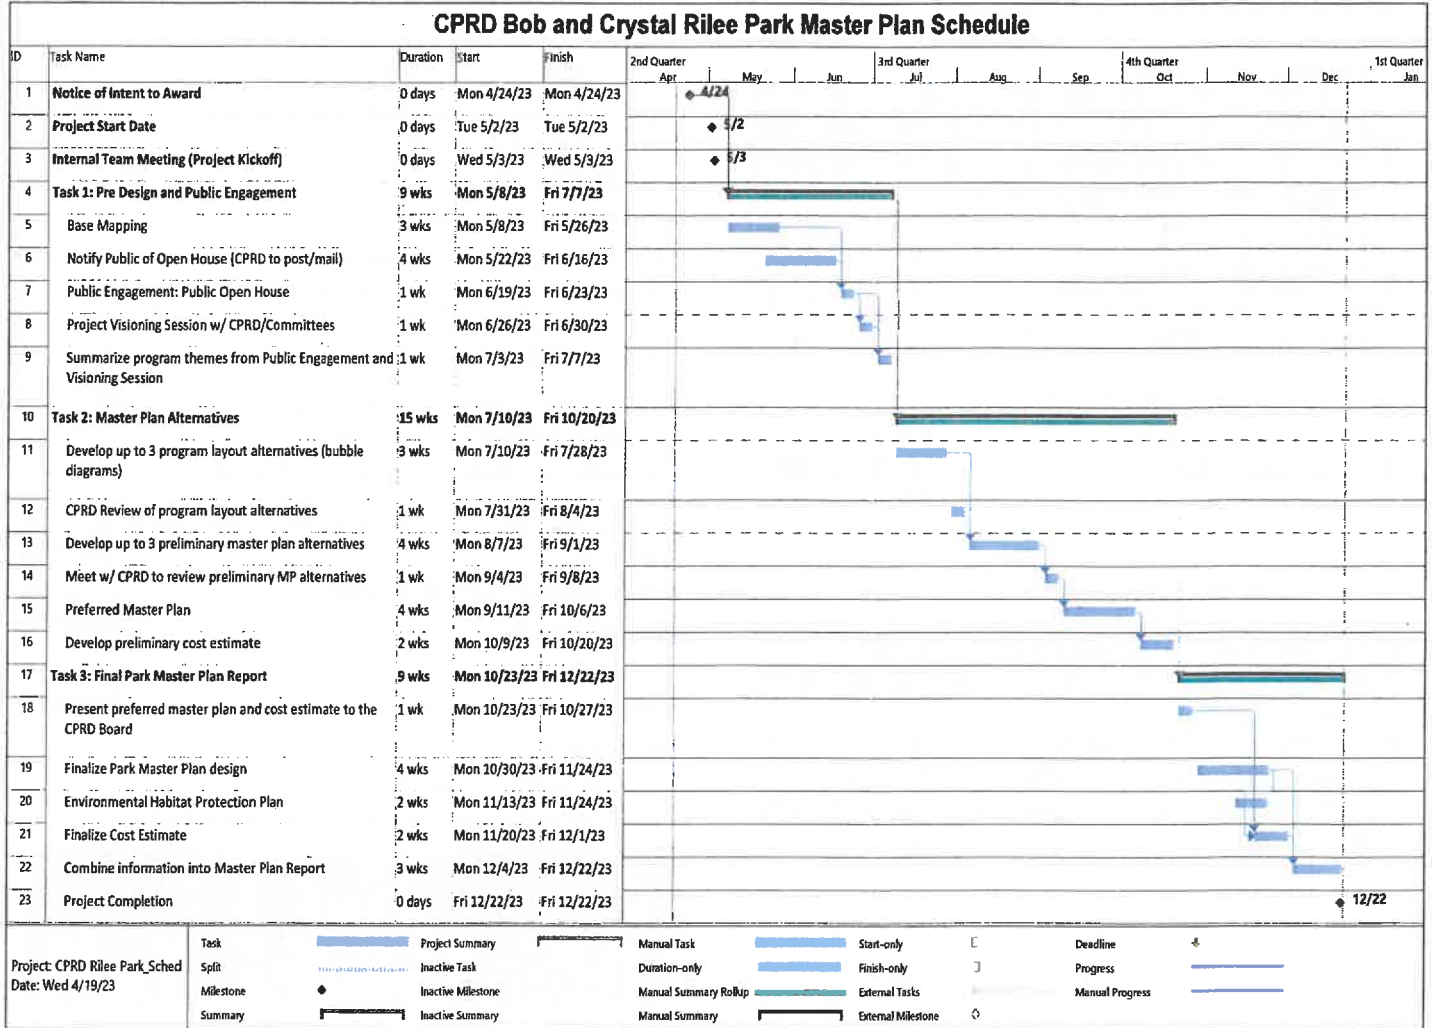 CPRD Bob and Crystal Rilee Park Master Plan Schedule
ID Task Name Duration Start Finish 2nd Quarter 3rd Quarter 4th Quarter 1st Quarter
Apr May Jun Jul Aug Sep Oct Nov Dec Jan
1 Notice of Intent to Award 0 days Mon 4/24/23 Mon 4/24/23 4/24
2 Project Start Date 0 days Tue 5/2/23 Tue 5/2/23 5/2
3 Internal Team Meeting (Project Kickoff) 0 days Wed 5/3/23 Wed 5/3/23 5/3
4 Task 1: Pre Design and Public Engagement 9 wks Mon 5/8/23 Fri 7/7/23
5 Base Mapping 3 wks Mon 5/8/23 Fri 5/26/23
6 Notify Public of Open House (CPRD to post/mail) 4 wks Mon 5/22/23 Fri 6/16/23
7 Public Engagement: Public Open House 1 wk Mon 6/19/23 Fri 6/23/23
8 Project Visioning Session w/ CPRD/Committees 1 wk Mon 6/26/23 Fri 6/30/23
9 Summarize program themes from Public Engagement and 1 wk Mon 7/3/23 Fri 7/7/23
Visioning Session
10 Task 2: Master Plan Alternatives 15 wks Mon 7/10/23 Fri 10/20/23
11 Develop up to 3 program layout alternatives (bubble 3 wks Mon 7/10/23 Fri 7/28/23
diagrams)
12 CPRD Review of program layout alternatives 1 wk Mon 7/31/23 Fri 8/4/23
13 Develop up to 3 preliminary master plan alternatives 4 wks Mon 8/7/23 Fri 9/1/23
14 Meet w/ CPRD to review preliminary MP alternatives 1 wk Mon 9/4/23 Fri 9/8/23
15 Preferred Master Plan 4 wks Mon 9/11/23 Fri 10/6/23
16 Develop preliminary cost estimate 2 wks Mon 10/9/23 Fri 10/20/23
17 Task 3: Final Park Master Plan Report 9 wks Mon 10/23/23 Fri 12/22/23
18 Present preferred master plan and cost estimate to the 1 wk Mon 10/23/23 Fri 10/27/23
CPRD Board
19 Finalize Park Master Plan design 4 wks Mon 10/30/23 Fri 11/24/23
20 Environmental Habitat Protection Plan 2 wks Mon 11/13/23 Fri 11/24/23
21 Finalize Cost Estimate 2 wks Mon 11/20/23 Fri 12/1/23
22 Combine information into Master Plan Report 3 wks Mon 12/4/23 Fri 12/22/23
23 Project Completion 0 days Fri 12/22/23 Fri 12/22/23 12/22
Project: CPRD Rilee Park_Sched
Date: Wed 4/19/23
Task Project Summary Manual Task Start-only Deadline
Split Inactive Task Duration-only Finish-only Progress
Milestone Inactive Milestone Manual Summary Rollup External Tasks Manual Progress
Summary Inactive Summary Manual Summary External Milestone